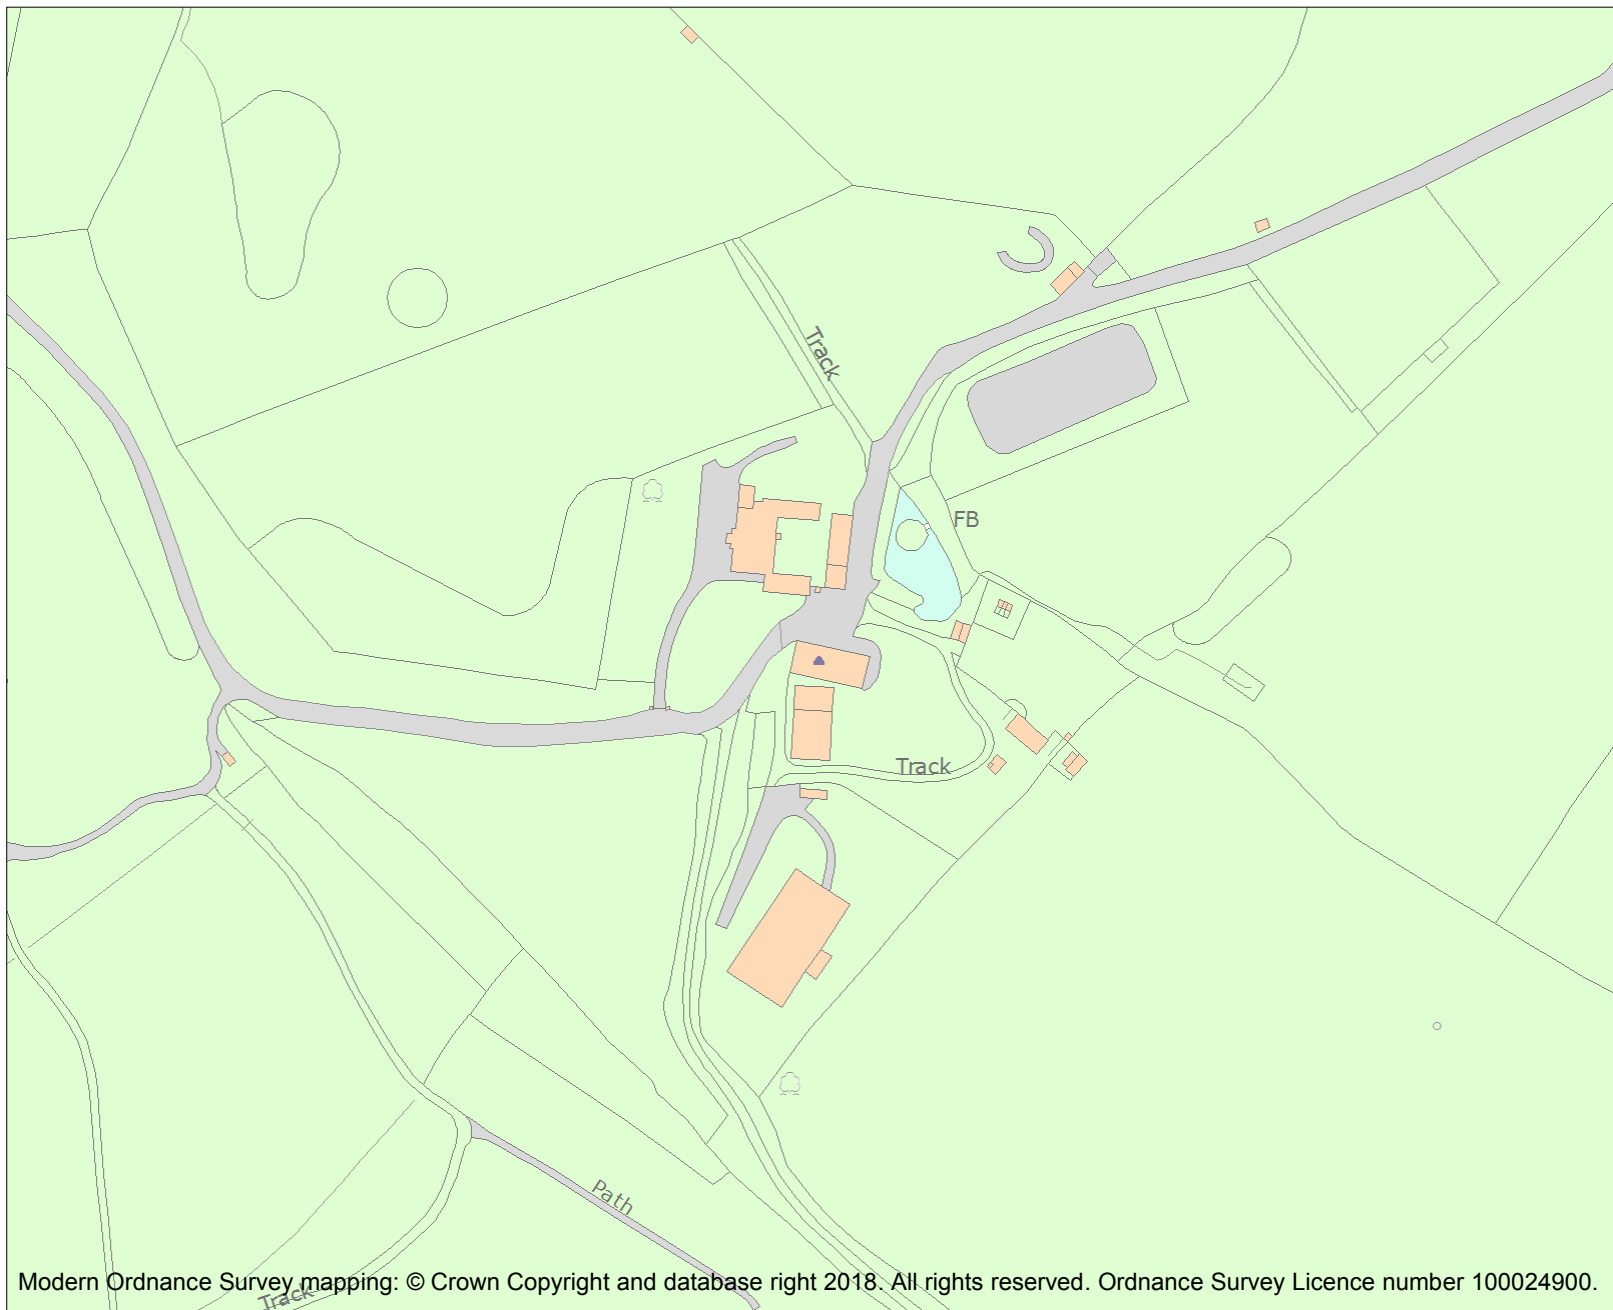 Track
FB
Track
Path
Track
Modern Ordnance Survey mapping: © Crown Copyright and database right 2018. All rights reserved. Ordnance Survey Licence number 100024900.